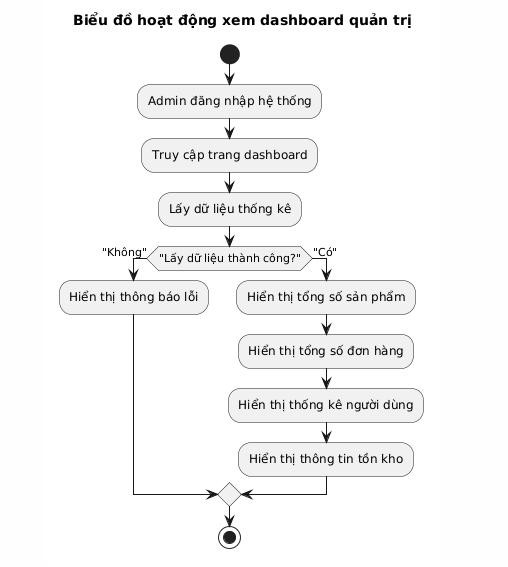 Biểu đồ hoạt động xem dashboard quản trị
Admin đăng nhập hệ thống
Truy cập trang dashboard
Lấy dữ liệu thống kê
"Không"
"Lấy dữ liệu thành công?"
"Có"
Hiển thị thông báo lỗi
Hiển thị tổng số sản phẩm
Hiển thị tổng số đơn hàng
Hiển thị thống kê người dùng
Hiển thị thông tin tồn kho